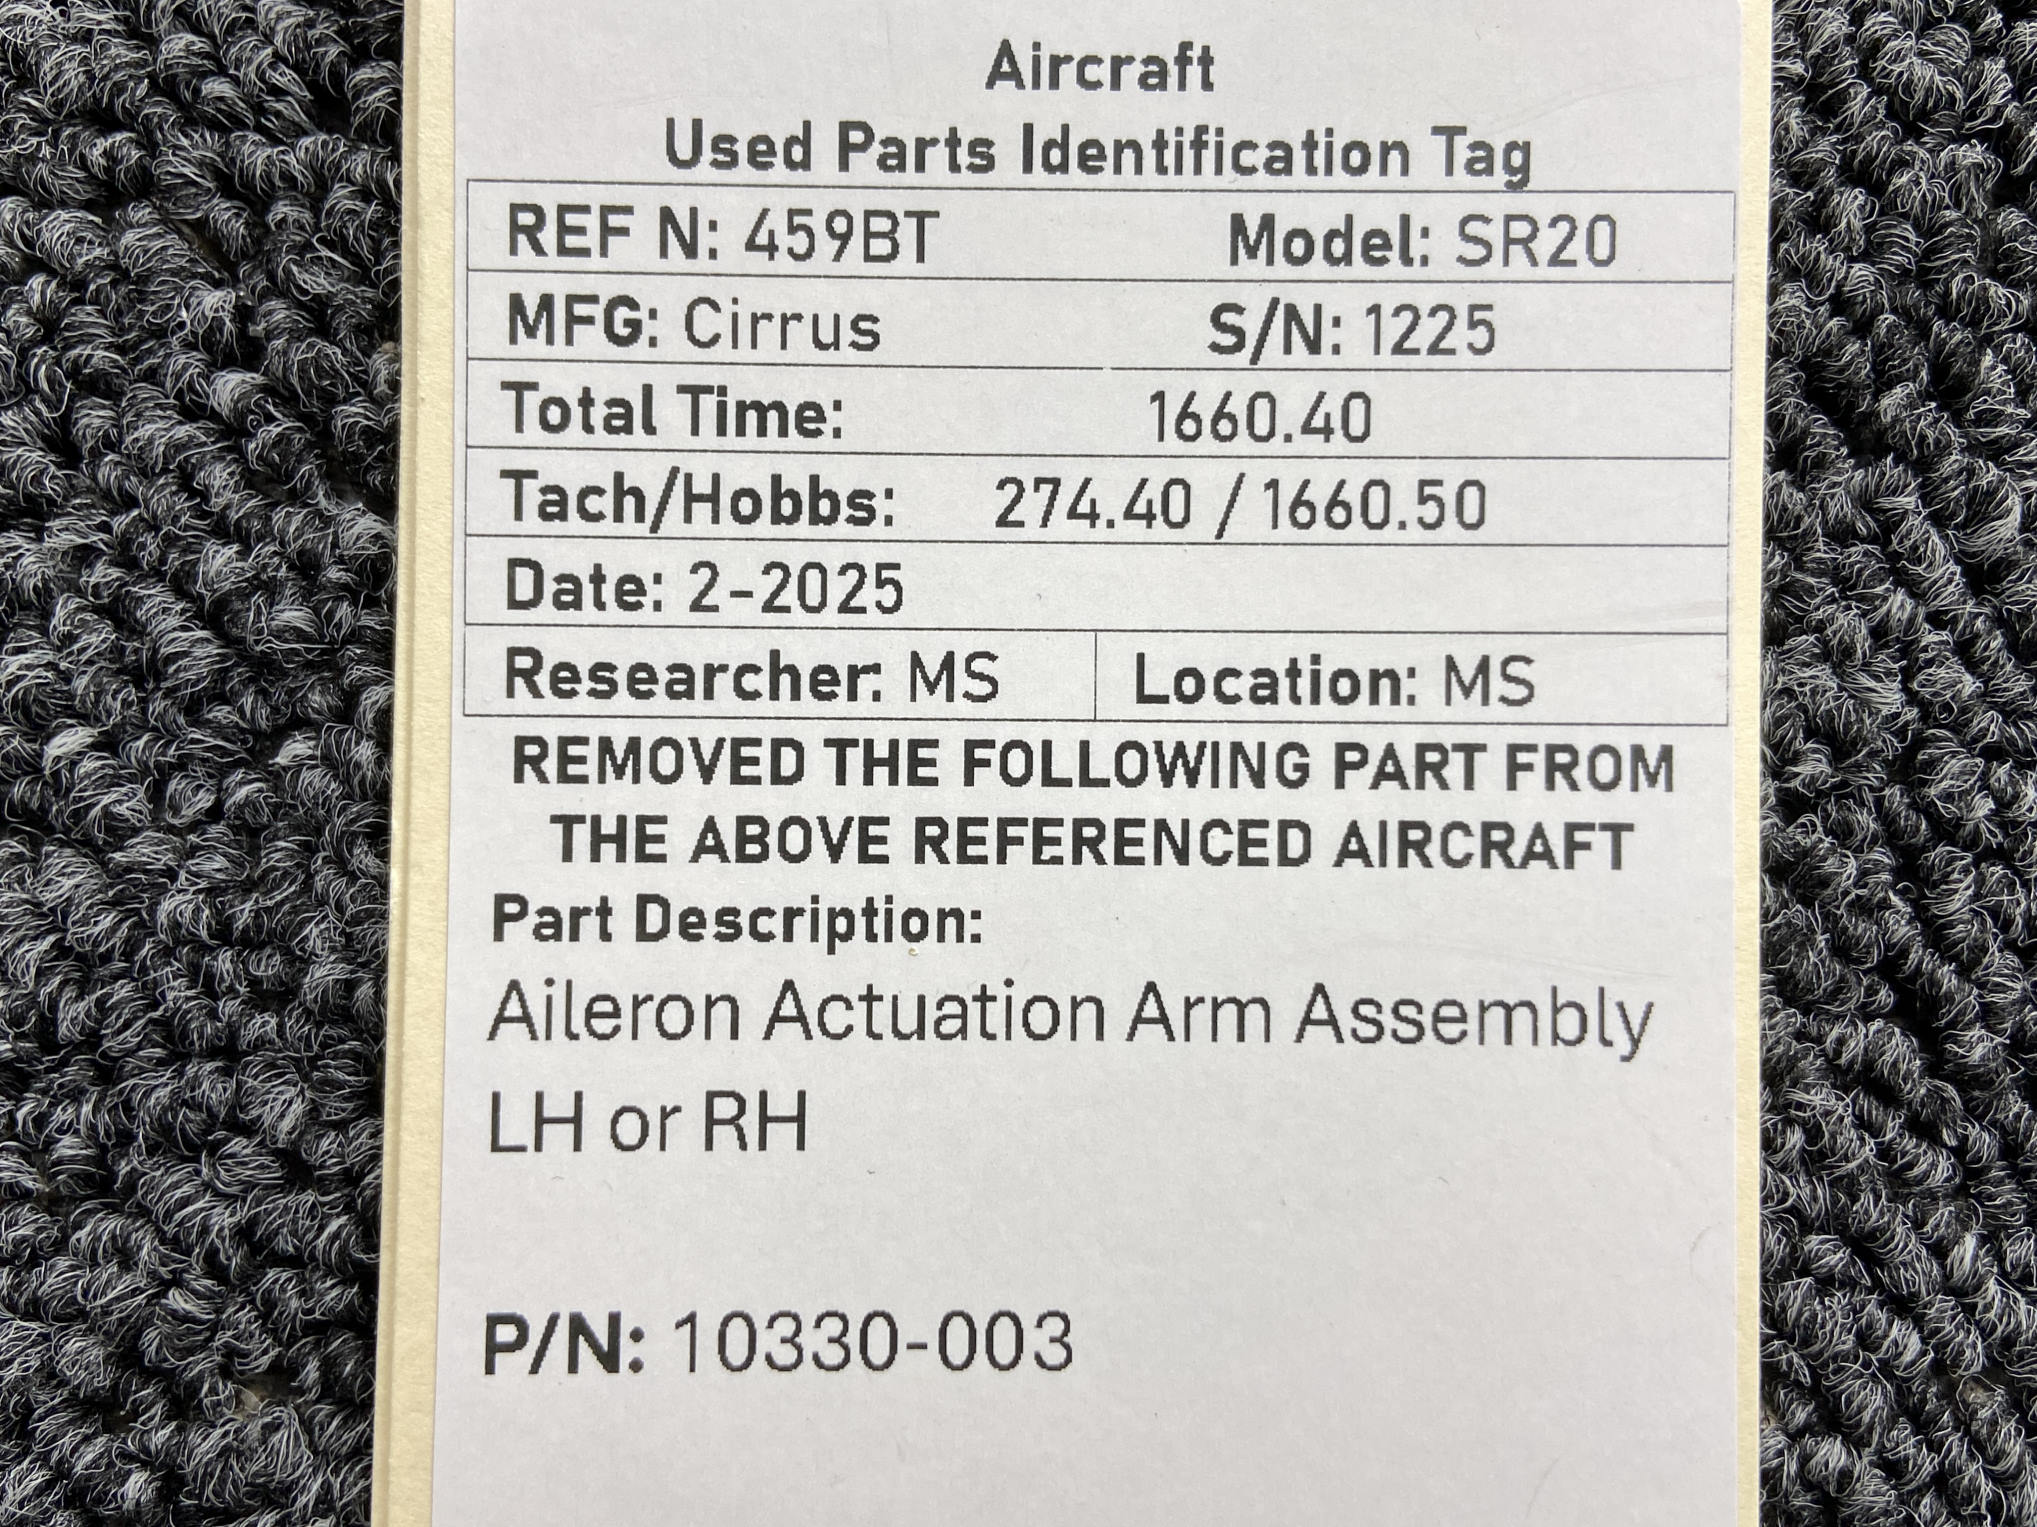 Aircraft
Used Parts Identification Tag
REF N: 459BT Model: SR20
MFG: Cirrus S/N: 1225
Total Time: 1660.40
Tach/Hobbs: 274.40 / 1660.50
Date: 2-2025
Researcher: MS Location: MS
REMOVED THE FOLLOWING PART FROM
THE ABOVE REFERENCED AIRCRAFT
Part Description:
Aileron Actuation Arm Assembly
LH or RH
P/N: 10330-003